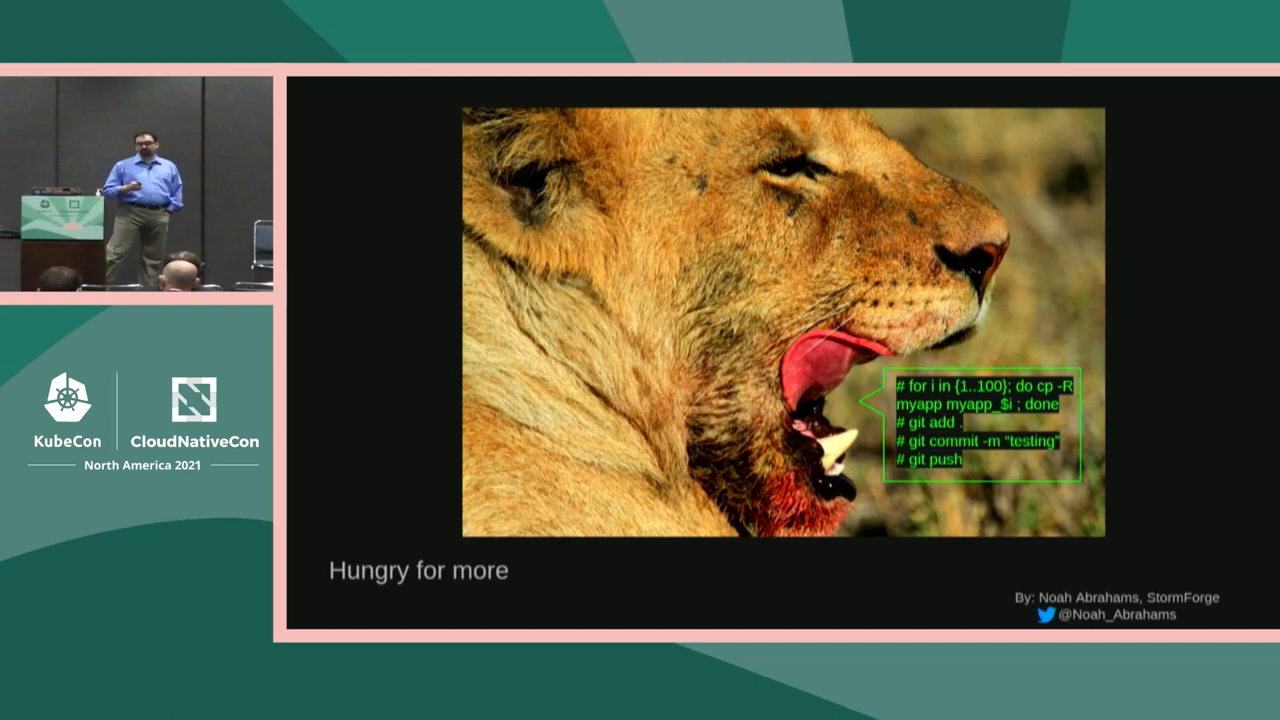 KubeCon
CloudNativeCon
North America 2021
# for i in {1..100}; do cp -R
myapp myapp_$i ; done
# git add .
# git commit -m “testing”
# git push
Hungry for more
By: Noah Abrahams, StormForge
@Noah_Abrahams